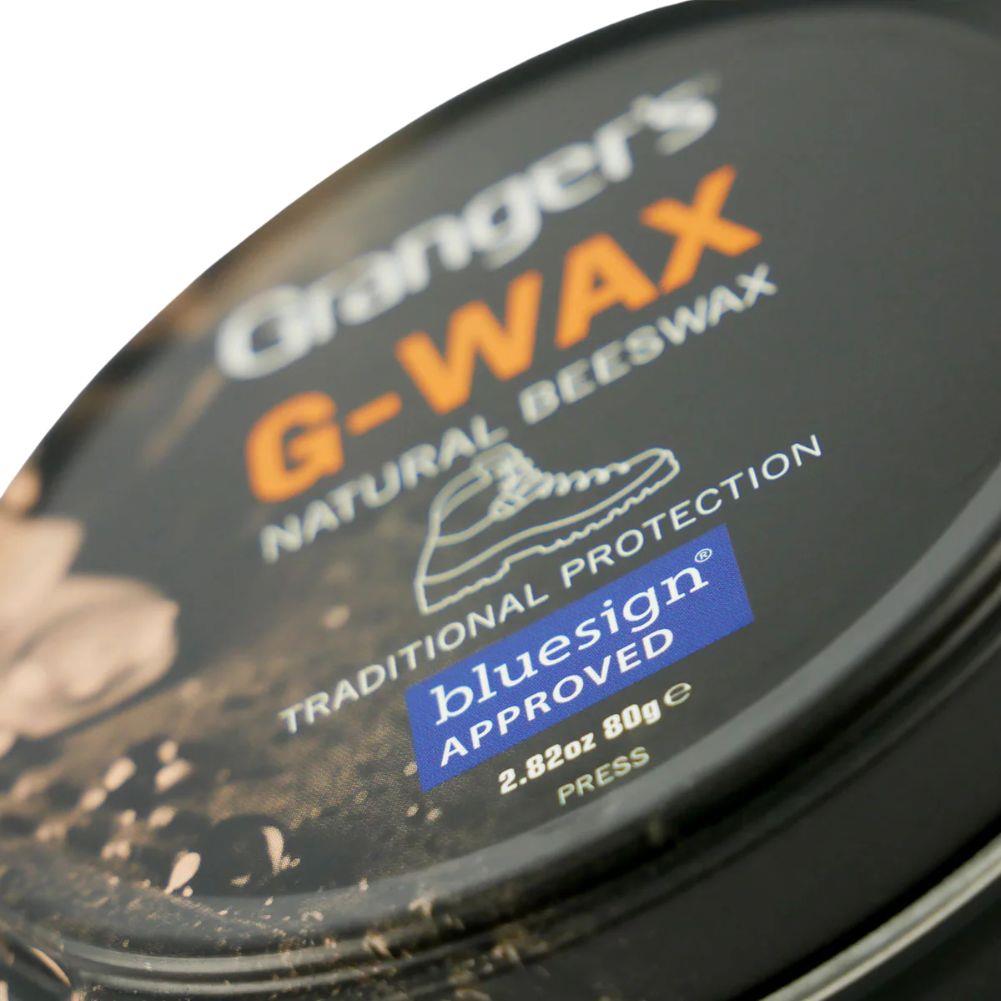 Granger's
G-WAX
NATURAL BEESWAX
TRADITIONAL PROTECTION
bluesign®
APPROVED
2.82oz 80g ℮
PRESS